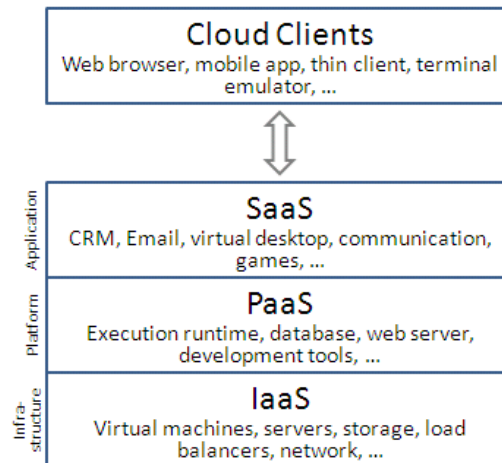 Cloud Clients
Web browser, mobile app, thin client, terminal
emulator, ...
Application
SaaS
CRM, Email, virtual desktop, communication,
games, ...
Platform
PaaS
Execution runtime, database, web server,
development tools, ...
Infra-
structure
IaaS
Virtual machines, servers, storage, load
balancers, network, ...